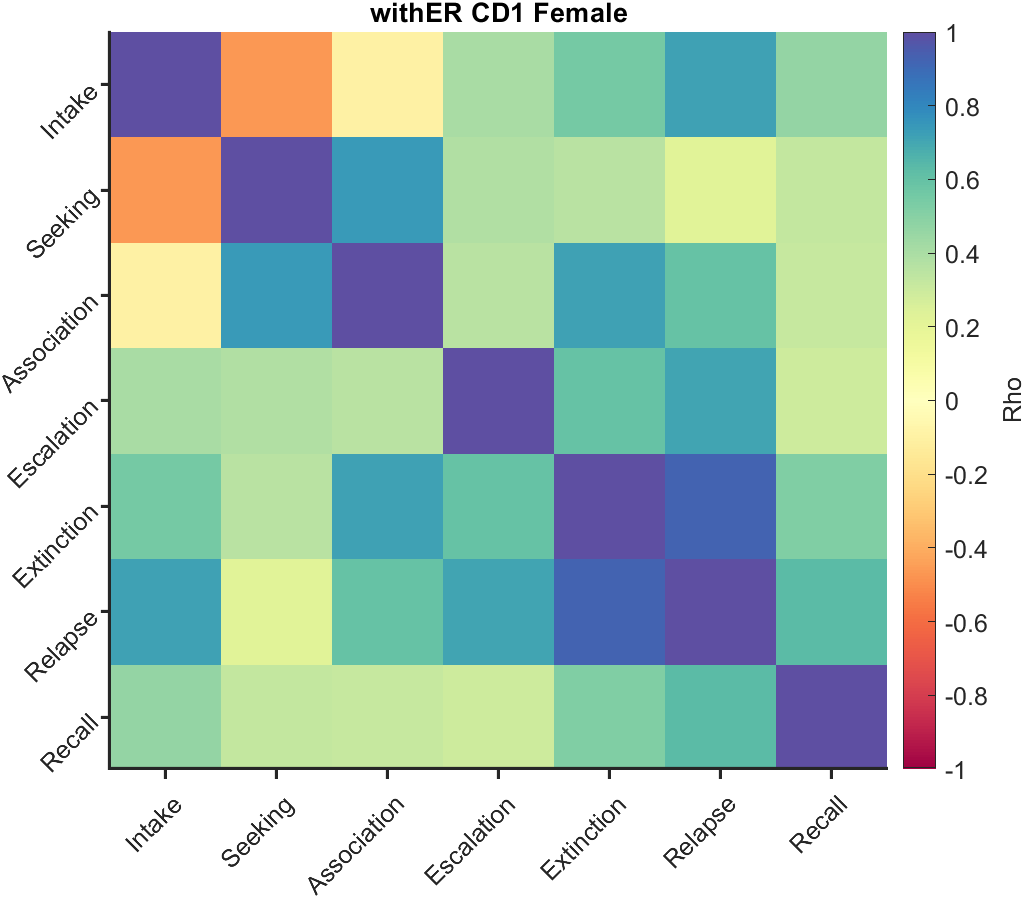 withER CD1 Female
Intake
Seeking
Association
Escalation
Extinction
Relapse
Recall
Intake
Seeking
Association
Escalation
Extinction
Relapse
Recall
1
0.8
0.6
0.4
0.2
0
-0.2
-0.4
-0.6
-0.8
-1
Rho